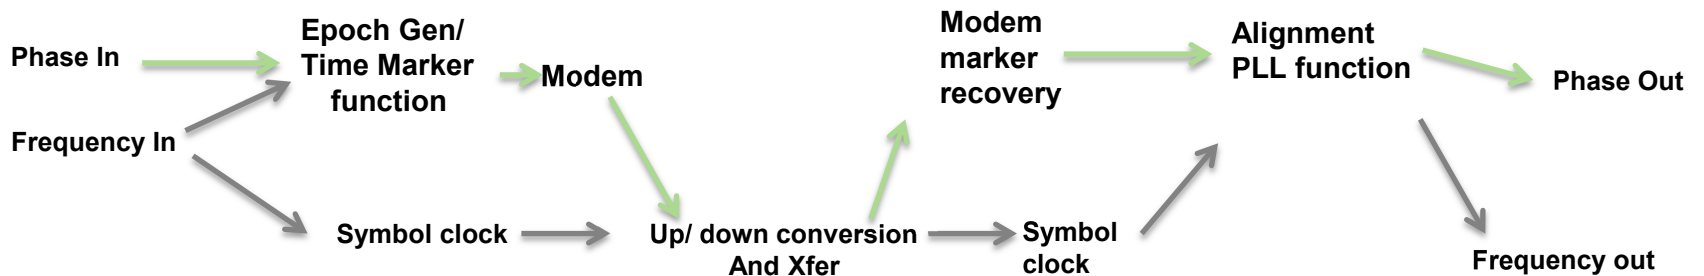 Phase In
Frequency In
Epoch Gen/
Time Marker
function
Modem
Symbol clock
Up/ down conversion
And Xfer
Modem
marker
recovery
Symbol
clock
Alignment
PLL function
Phase Out
Frequency out